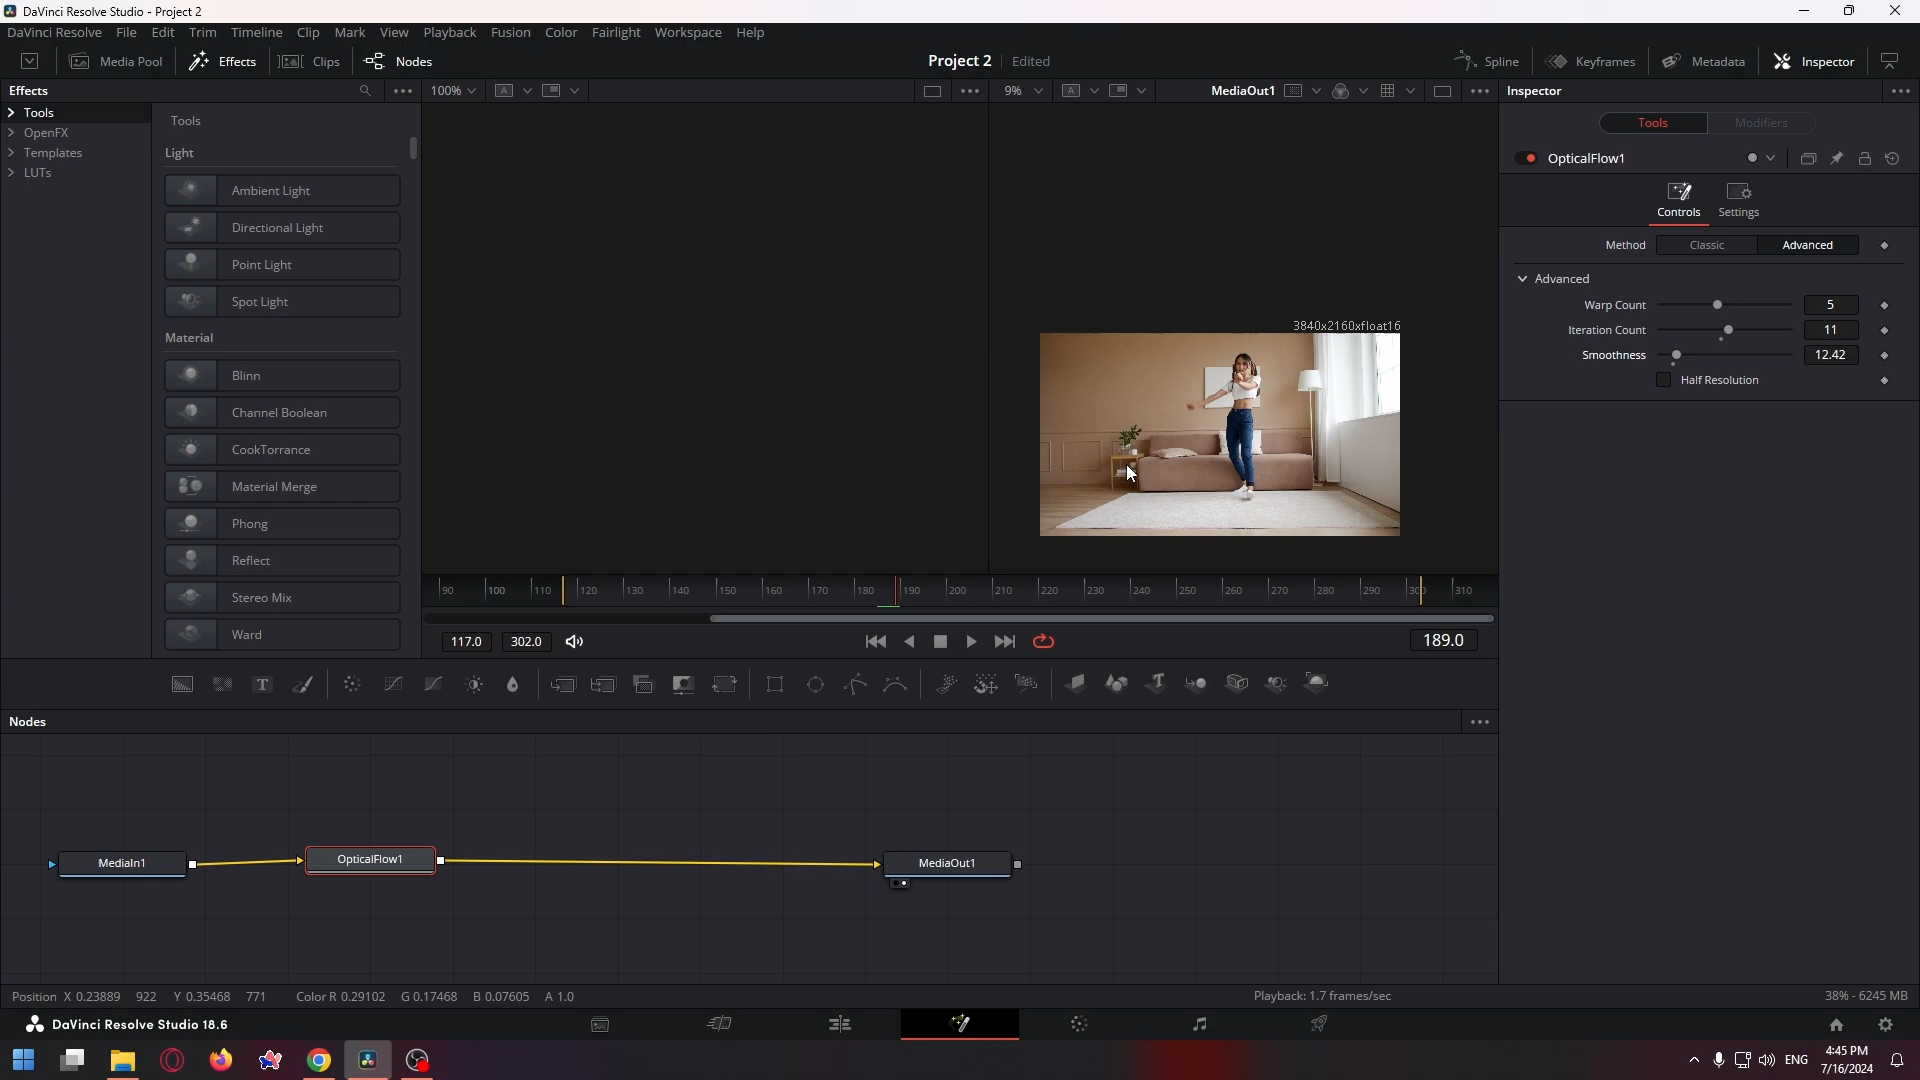 DaVinci Resolve Studio - Project 2
DaVinci Resolve File Edit Trim Timeline Clip Mark View Playback Fusion Color Fairlight Workspace Help
Media Pool Effects Clips Nodes Project 2 Edited Spline Keyframes Metadata Inspector
Effects 100% A 9% A MediaOut1 Inspector
Tools
OpenFX
Templates
LUTs
Tools
Light
Ambient Light
Directional Light
Point Light
Spot Light
Material
Blinn
Channel Boolean
CookTorrance
Material Merge
Phong
Reflect
Stereo Mix
Ward
3840x2160xfloat16
90 100 110 120 130 140 150 160 170 180 190 200 210 220 230 240 250 260 270 280 290 300 310
117.0 302.0 189.0
Tools Modifiers
OpticalFlow1
Controls Settings
Method Classic Advanced
Advanced
Warp Count 5
Iteration Count 11
Smoothness 12.42
Half Resolution
T
Nodes
MediaIn1 OpticalFlow1 MediaOut1
Position X 0.23889 922 Y 0.35468 771 Color R 0.29102 G 0.17468 B 0.07605 A 1.0 Playback: 1.7 frames/sec 38% - 6245 MB
DaVinci Resolve Studio 18.6
ENG 4:45 PM
7/16/2024